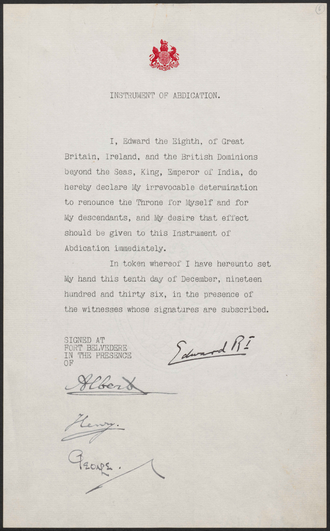 INSTRUMENT OF ABDICATION.
I, Edward the Eighth, of Great
Britain, Ireland, and the British Dominions
beyond the Seas, King, Emperor of India, do
hereby declare My irrevocable determination
to renounce the Throne for Myself and for
My descendants, and My desire that effect
should be given to this Instrument of
Abdication immediately.
In token whereof I have hereunto set
My hand this tenth day of December, nineteen
hundred and thirty six, in the presence of
the witnesses whose signatures are subscribed.
SIGNED AT
FORT BELVEDERE
IN THE PRESENCE
OF
Edward RI
Albert
Henry.
George.